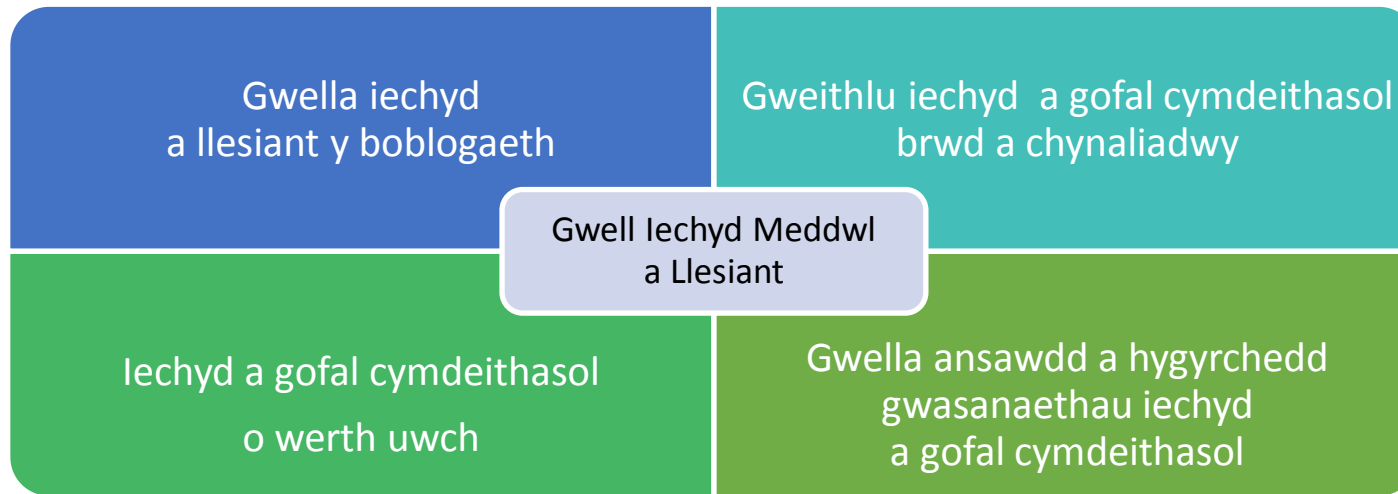 Gwella iechyd
a llesiant y boblogaeth
Gweithlu iechyd a gofal cymdeithasol
brwd a chynaliadwy
Gwell Iechyd Meddwl
a Llesiant
Iechyd a gofal cymdeithasol
o werth uwch
Gwella ansawdd a hygyrchedd
gwasanaethau iechyd
a gofal cymdeithasol